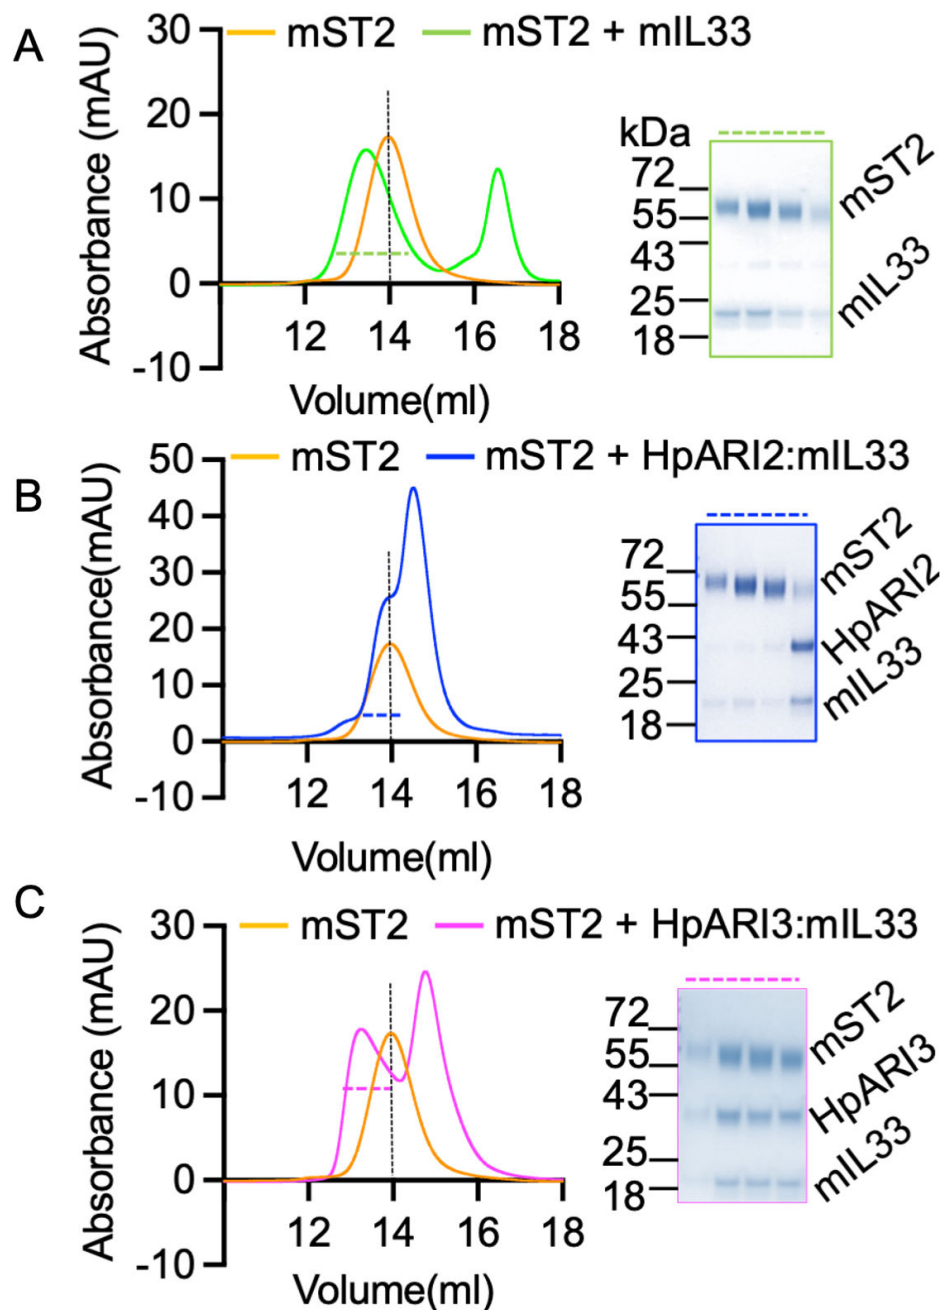 A
mST2 mST2 + mIL33
Absorbance (mAU)
30
20
10
0
-10
12 14 16 18
Volume(ml)
kDa
72
55
43
25
18
mST2
mIL33
B
mST2 mST2 + HpARI2:mIL33
Absorbance(mAU)
50
40
30
20
10
0
-10
12 14 16 18
Volume(ml)
72
55
43
25
18
mST2
HpARI2
mIL33
C
mST2 mST2 + HpARI3:mIL33
Absorbance (mAU)
30
20
10
0
-10
12 14 16 18
Volume(ml)
72
55
43
25
18
mST2
HpARI3
mIL33